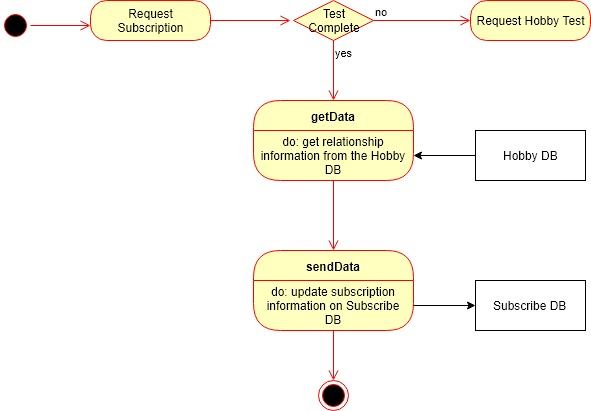 Request
Subscription
Test
Complete
no
Request Hobby Test
yes
getData
do: get relationship
information from the Hobby
DB
Hobby DB
sendData
do: update subscription
information on Subscribe
DB
Subscribe DB